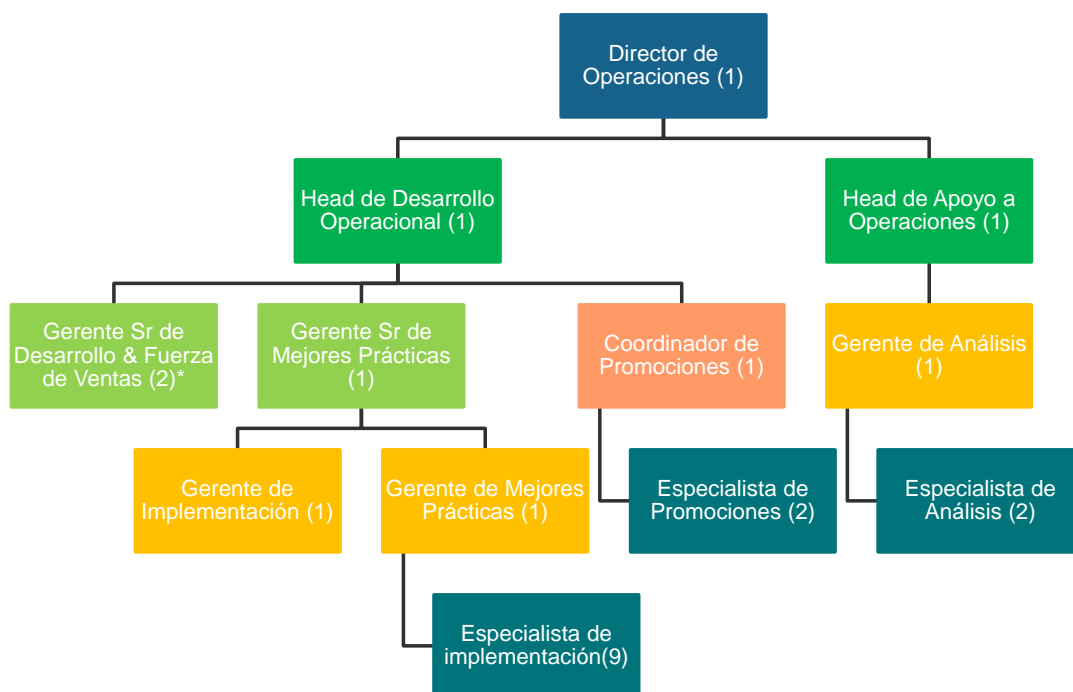 Director de
Operaciones (1)
Head de Desarrollo
Operacional (1)
Head de Apoyo a
Operaciones (1)
Gerente Sr de
Desarrollo & Fuerza
de Ventas (2)*
Gerente Sr de
Mejores Prácticas
(1)
Coordinador de
Promociones (1)
Gerente de Análisis
(1)
Gerente de
Implementación (1)
Gerente de Mejores
Prácticas (1)
Especialista de
Promociones (2)
Especialista de
Análisis (2)
Especialista de
implementación(9)